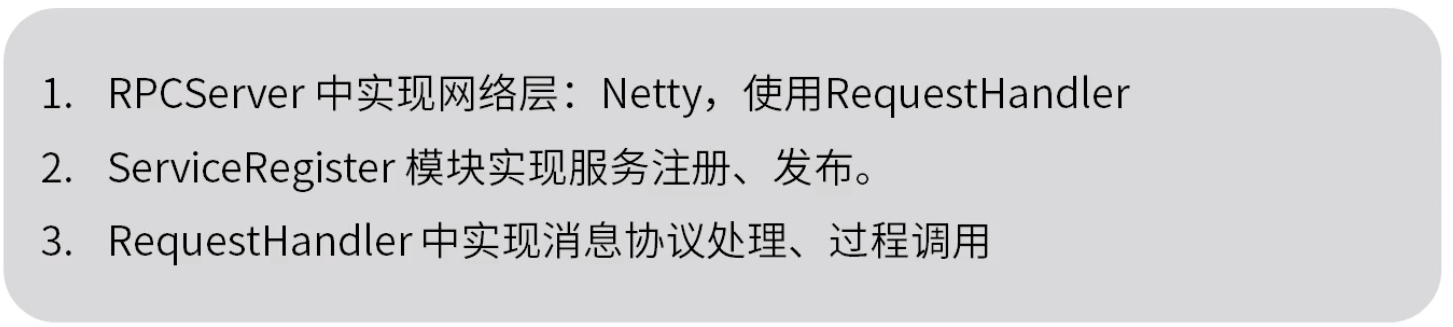 1. RPCServer 中实现网络层：Netty，使用RequestHandler
2. ServiceRegister 模块实现服务注册、发布。
3. RequestHandler 中实现消息协议处理、过程调用